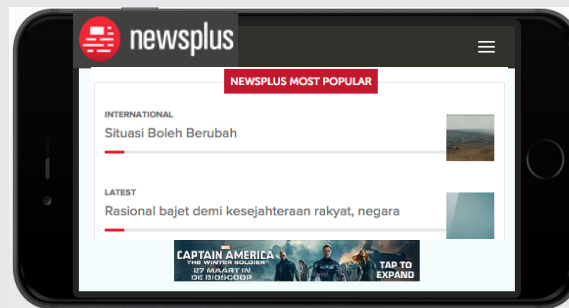 newsplus
NEWSPLUS MOST POPULAR
INTERNATIONAL
Situasi Boleh Berubah
LATEST
Rasional bajet demi kesejahteraan rakyat, negara
MARVEL
CAPTAIN AMERICA
THE WINTER SOLDIER
27 MAART IN
DE BIOSCOOP
TAP TO
EXPAND